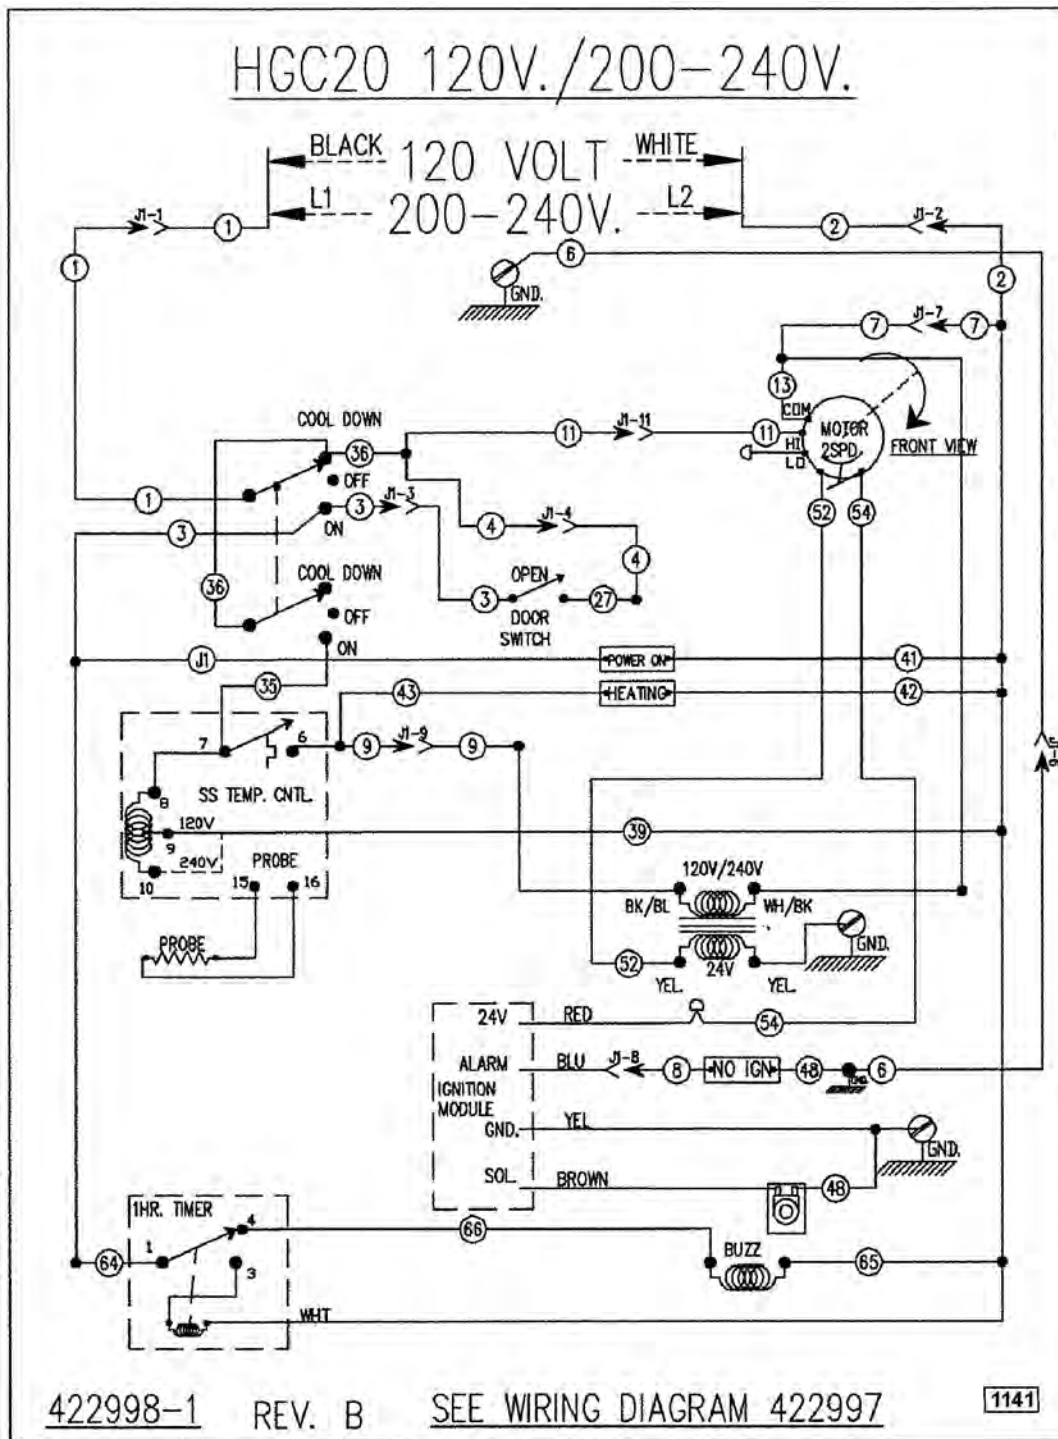 HGC20 120V./200-240V.
BLACK 120 VOLT WHITE
L1 200-240V. L2
J1-1 1 2 J1-2
1 6 2
GND.
7 J1-7 7
13
COM
COOL DOWN 11 J1-11 11 HI MOTOR
36 LO 2SPD. FRONT VIEW
OFF
1 3 J1-3 52 54
3 ON 4 J1-4
4
36 COOL DOWN OPEN
OFF 3 27
DOOR
SWITCH
ON
J1 POWER ON 41
35 43 HEATING 42
7 6 9 J1-9 9 J1-6
8 SS TEMP. CNTL.
120V 39
9
240V PROBE 120V/240V
10 15 16 BK/BL WH/BK
PROBE GND.
52 24V
YEL. YEL.
24V RED 54
ALARM BLU J1-8 8 NO IGN 48 6
IGNITION
MODULE
GND. YEL GND.
SOL. BROWN 48
1HR. TIMER 4 66
1 BUZZ
64 3 65
WHT
422998-1 REV. B SEE WIRING DIAGRAM 422997 1141